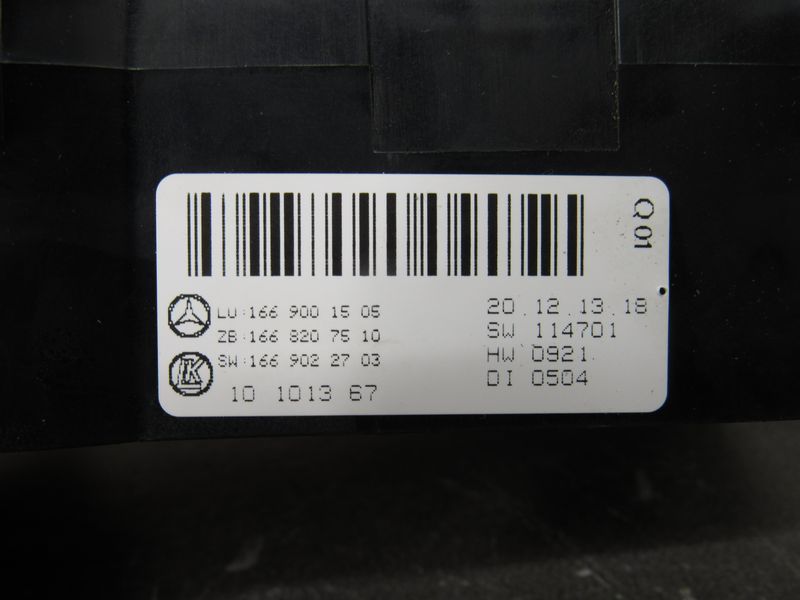 Q01
LU:166 900 15 05
ZB:166 820 75 10
SW:166 902 27 03
10 1013 67
20.12.13.18
SW 114701
HW 0921
DI 0504
LK